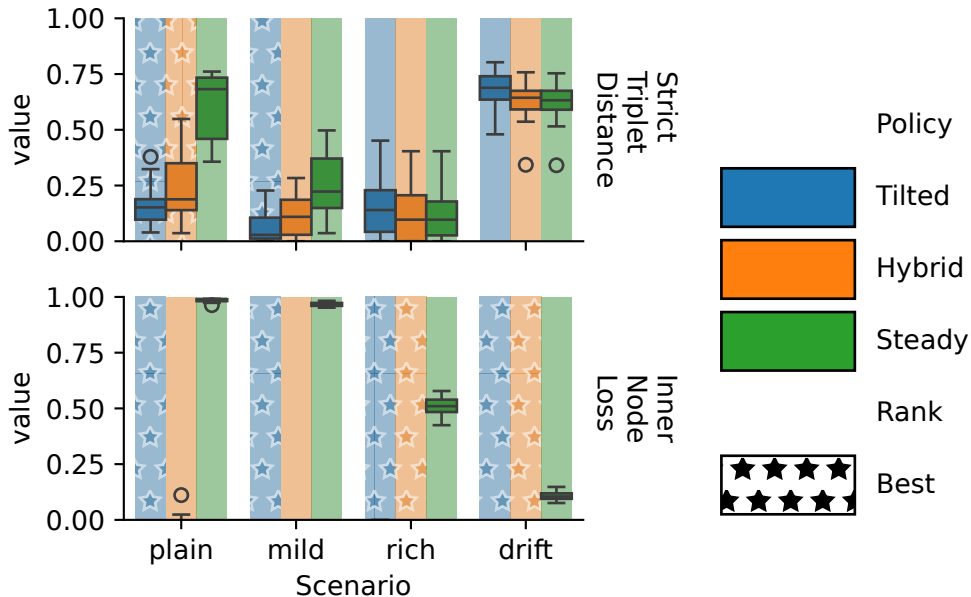 1.00
0.75
0.50
0.25
0.00
value
Strict
Triplet
Distance
1.00
0.75
0.50
0.25
0.00
value
Inner
Node
Loss
plain
mild
rich
drift
Scenario
Policy
Tilted
Hybrid
Steady
Rank
Best